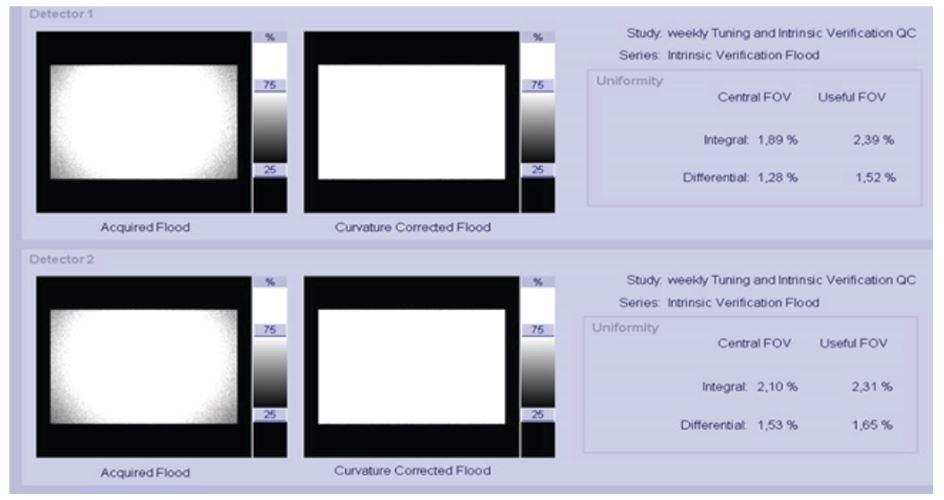 Detector 1
%
75
25
Acquired Flood
%
75
25
Curvature Corrected Flood
Study: weekly Tuning and Intrinsic Verification QC
Series: Intrinsic Verification Flood
Uniformity
Central FOV Useful FOV
Integral: 1,89 % 2,39 %
Differential: 1,28 % 1,52 %
Detector 2
%
75
25
Acquired Flood
%
75
25
Curvature Corrected Flood
Study: weekly Tuning and Intrinsic Verification QC
Series: Intrinsic Verification Flood
Uniformity
Central FOV Useful FOV
Integral: 2,10 % 2,31 %
Differential: 1,53 % 1,65 %